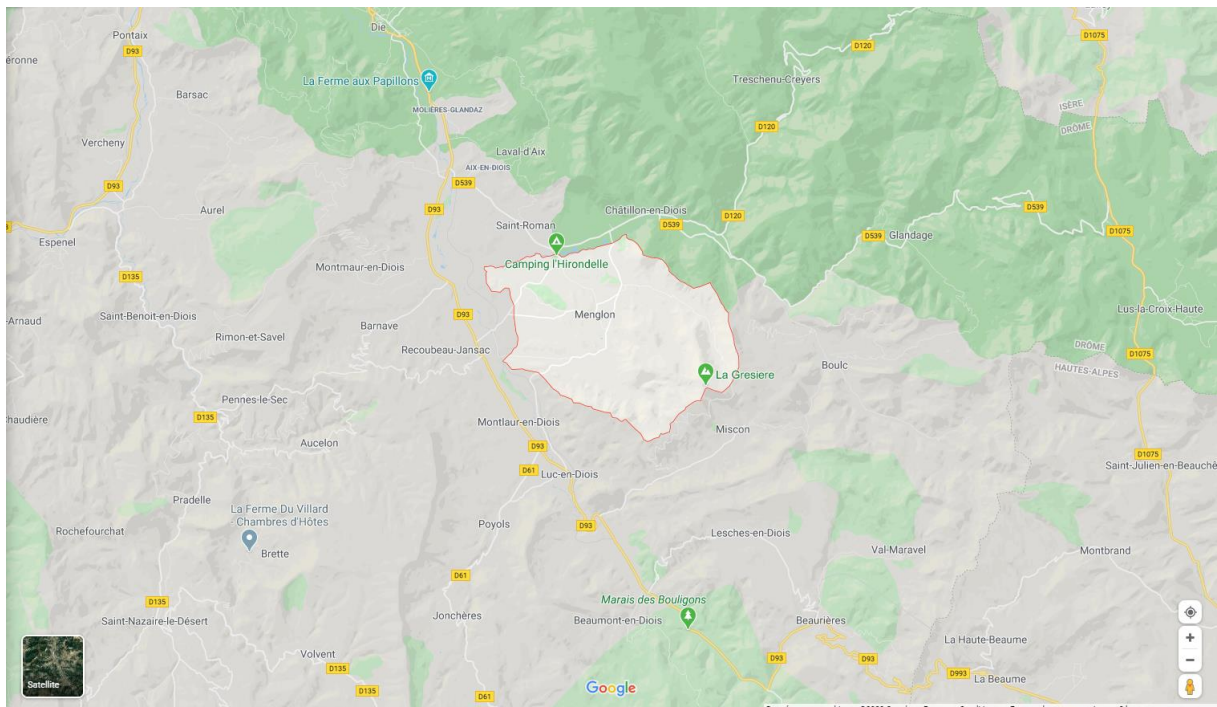 Die
Pontaix
D93
D1075
D120
La Ferme aux Papillons
Treschenu-Creyers
Barsac
MOLIÈRES-GLANDAZ
ISÈRE
DRÔME
D120
Vercheny
Laval-d'Aix
AIX-EN-DIOIS
D93
D539
D93
Aurel
Saint-Roman
Châtillon-en-Diois
D539
D120
D539
D539
Glandage
D1075
Espenel
Camping l'Hirondelle
Montmaur-en-Diois
D135
Lus-la-Croix-Haute
Saint-Benoit-en-Diois
D93
Menglon
Barnave
Rimon-et-Savel
Recoubeau-Jansac
DRÔME
HAUTES-ALPES
D1075
Boulc
La Gresiere
Pennes-le-Sec
D135
Montlaur-en-Diois
Miscon
Aucelon
D93
D1075
D61
Luc-en-Diois
Saint-Julien-en-Beauchê
Pradelle
La Ferme Du Villard
Chambres d'Hôtes
Rochefourchat
Poyols
D93
Lesches-en-Diois
Brette
Val-Maravel
Montbrand
D61
D135
Marais des Bouligons
Saint-Nazaire-le-Désert
Jonchères
Beaumont-en-Diois
Beaurières
La Haute-Beaume
Volvent
D135
D93
D93
D993
La Beaume
Satellite
D135
D61
Google